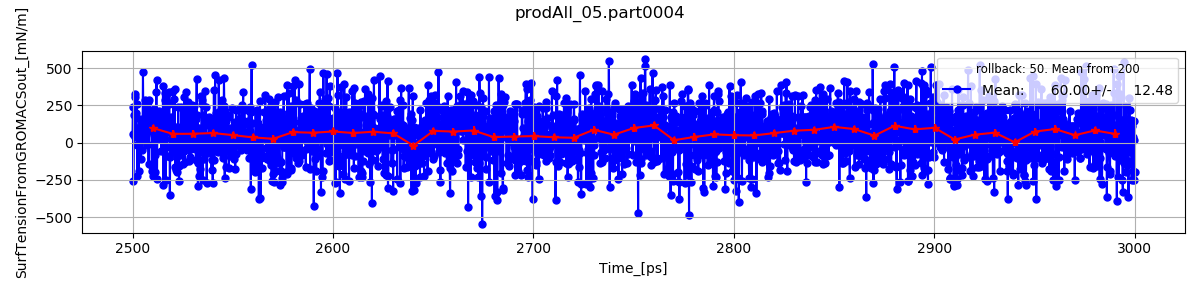 prodAll_05.part0004
SurfTensionFromGROMACSout_[mN/m]
500
250
0
−250
−500
rollback: 50. Mean from 200
Mean: 60.00+/- 12.48
2500 2600 2700 2800 2900 3000
Time_[ps]